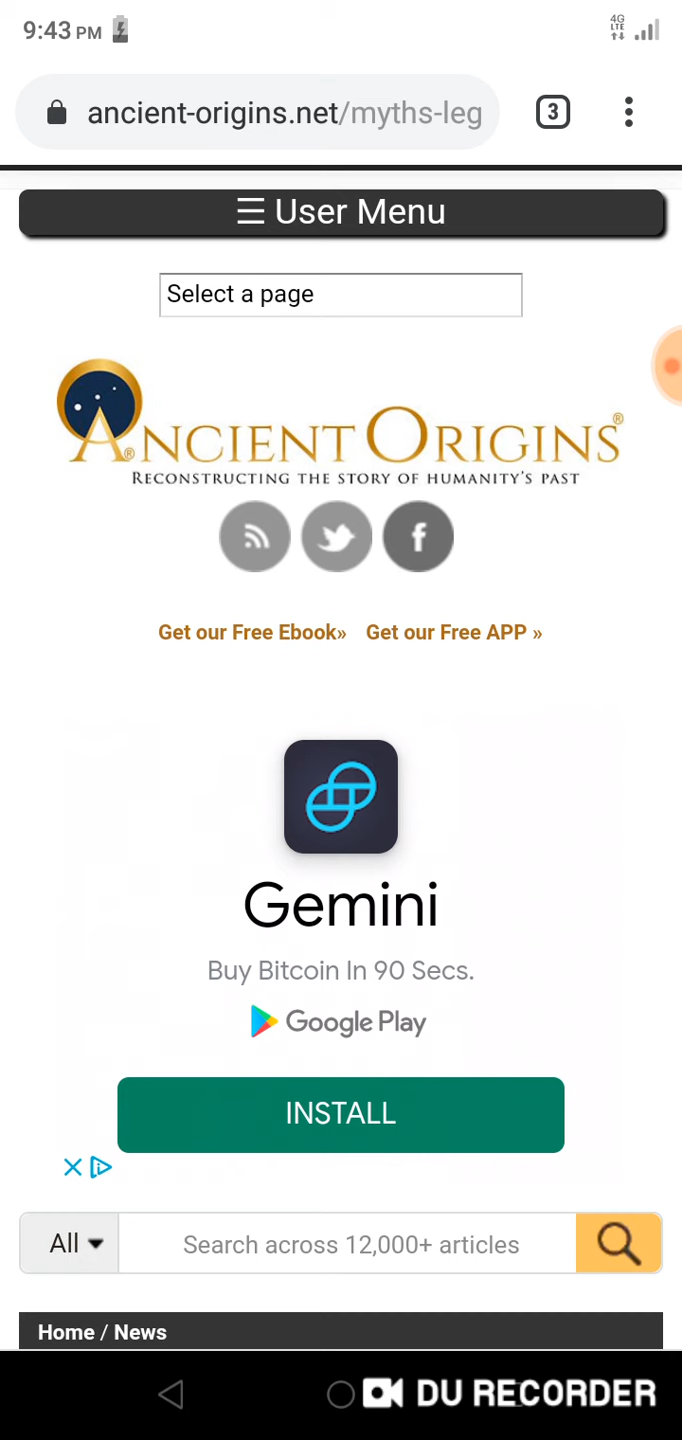 9:43 PM
4G
LTE
ancient-origins.net/myths-leg
3
☰ User Menu
Select a page
ANCIENT ORIGINS®
RECONSTRUCTING THE STORY OF HUMANITY'S PAST
Get our Free Ebook» Get our Free APP »
Gemini
Buy Bitcoin In 90 Secs.
Google Play
INSTALL
All Search across 12,000+ articles
Home / News
DU RECORDER